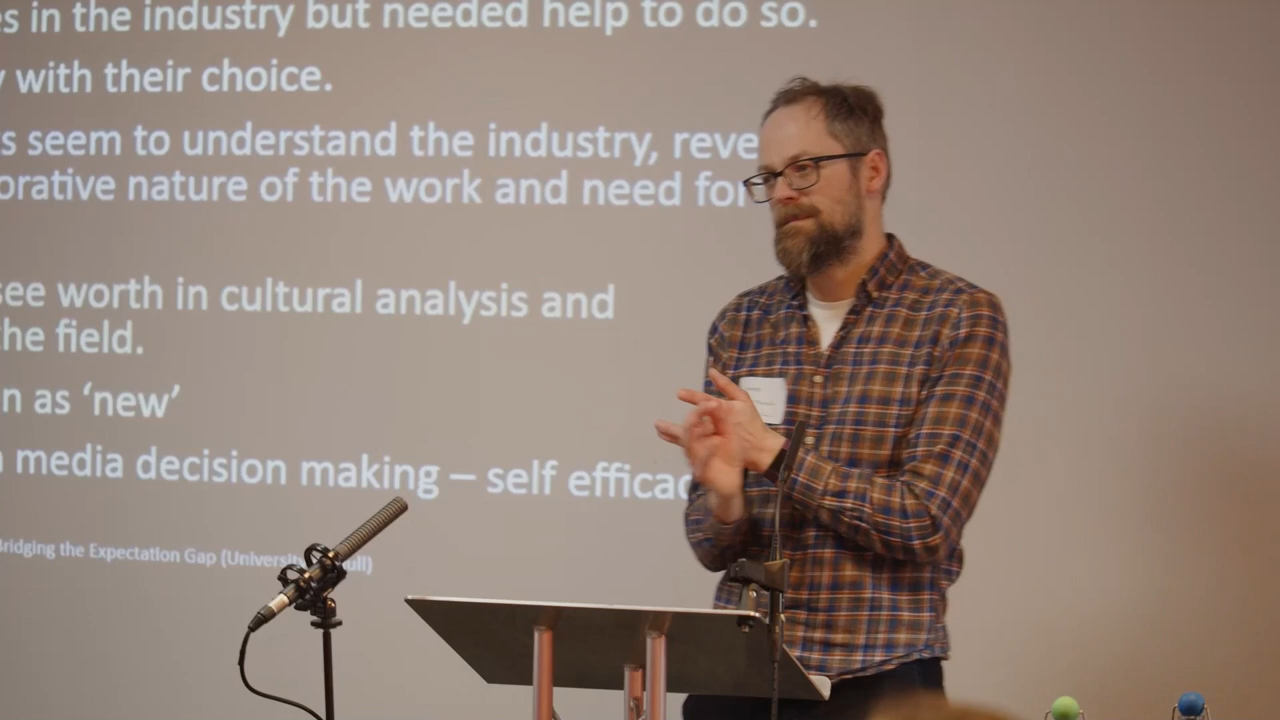 es in the industry but needed help to do so.
y with their choice.
s seem to understand the industry, reve
orative nature of the work and need for
see worth in cultural analysis and
the field.
n as ‘new’
media decision making – self efficac
Bridging the Expectation Gap (University ull)